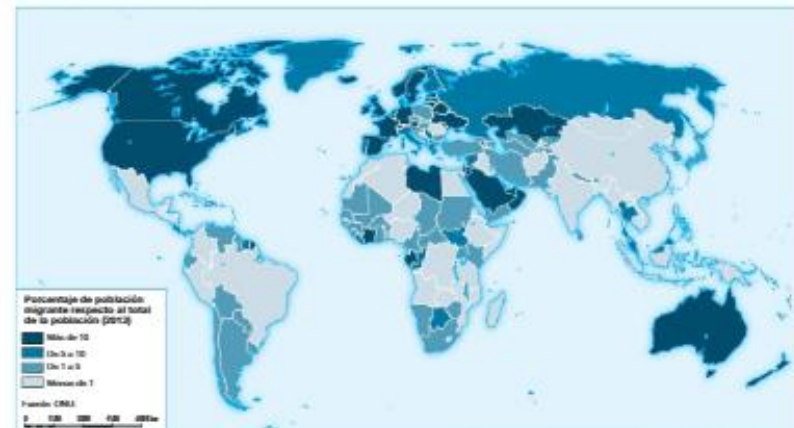 Porcentaje de población
migrante respecto al total
de la población (2013)
Más de 10
De 5 a 10
De 1 a 5
Menos de 1
Fuente: ONU.
0